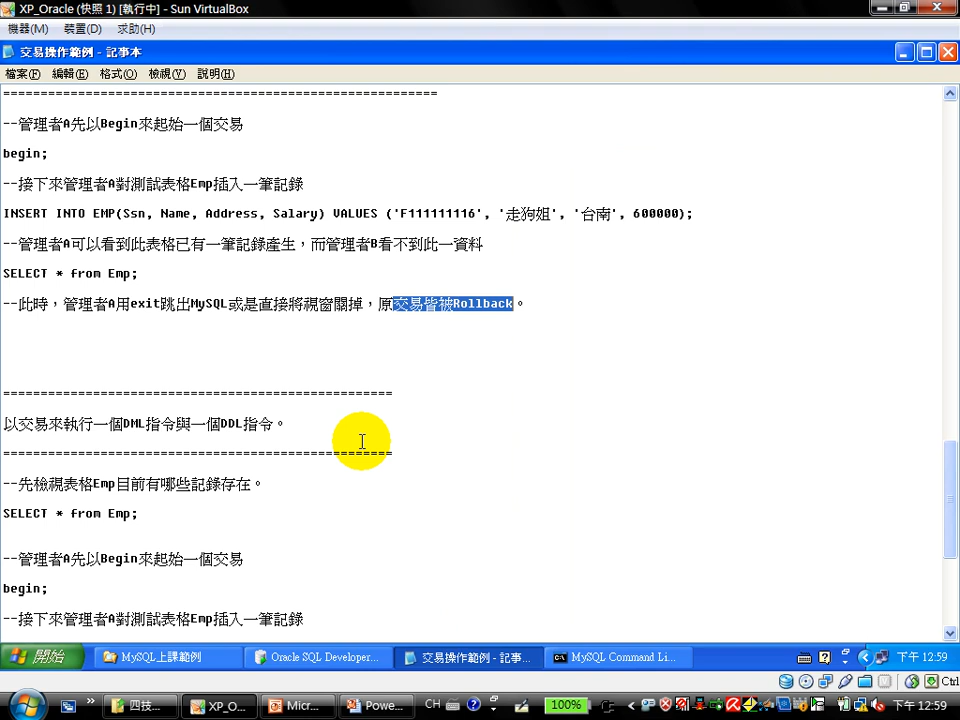 XP_Oracle (快照 1) [執行中] - Sun VirtualBox
機器(M) 裝置(D) 求助(H)
交易操作範例 - 記事本
檔案(F) 編輯(E) 格式(O) 檢視(V) 說明(H)
==========================================================
--管理者A先以Begin來起始一個交易
begin;
--接下來管理者A對測試表格Emp插入一筆記錄
INSERT INTO EMP(Ssn, Name, Address, Salary) VALUES ('F111111116', '走狗姐', '台南', 600000);
--管理者A可以看到此表格已有一筆記錄產生，而管理者B看不到此一資料
SELECT * from Emp;
--此時，管理者A用exit跳出MySQL或是直接將視窗關掉，原交易皆被Rollback。
====================================================
以交易來執行一個DML指令與一個DDL指令。
====================================================
--先檢視表格Emp目前有哪些記錄存在。
SELECT * from Emp;
--管理者A先以Begin來起始一個交易
begin;
--接下來管理者A對測試表格Emp插入一筆記錄
開始 MySQL上課範例 Oracle SQL Developer... 交易操作範例 - 記事... MySQL Command Li... 下午 12:59
Ctrl
四技... XP_O... Micr... Powe... CH 100% 下午 12:59